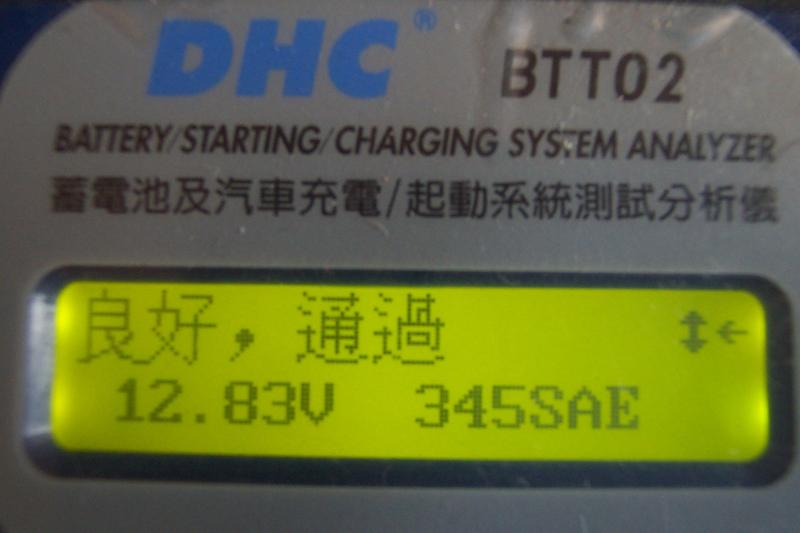 DHC® BTT02
BATTERY/STARTING/CHARGING SYSTEM ANALYZER
蓄電池及汽車充電/起動系統測試分析儀
良好,通過 ↕←
12.83V 345SAE